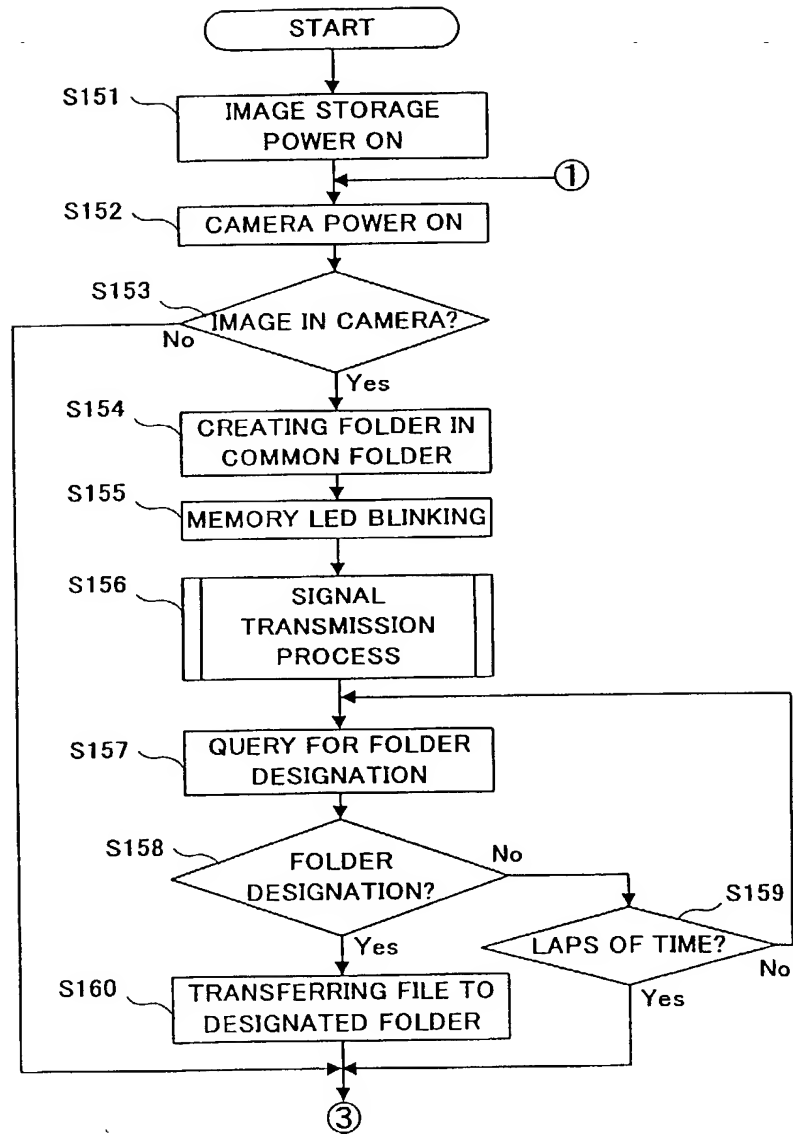 START
S151
IMAGE STORAGE
POWER ON
①
S152
CAMERA POWER ON
S153
IMAGE IN CAMERA?
No
Yes
S154
CREATING FOLDER IN
COMMON FOLDER
S155
MEMORY LED BLINKING
S156
SIGNAL
TRANSMISSION
PROCESS
S157
QUERY FOR FOLDER
DESIGNATION
S158
FOLDER
DESIGNATION?
No
Yes
S159
LAPS OF TIME?
No
Yes
S160
TRANSFERRING FILE TO
DESIGNATED FOLDER
③